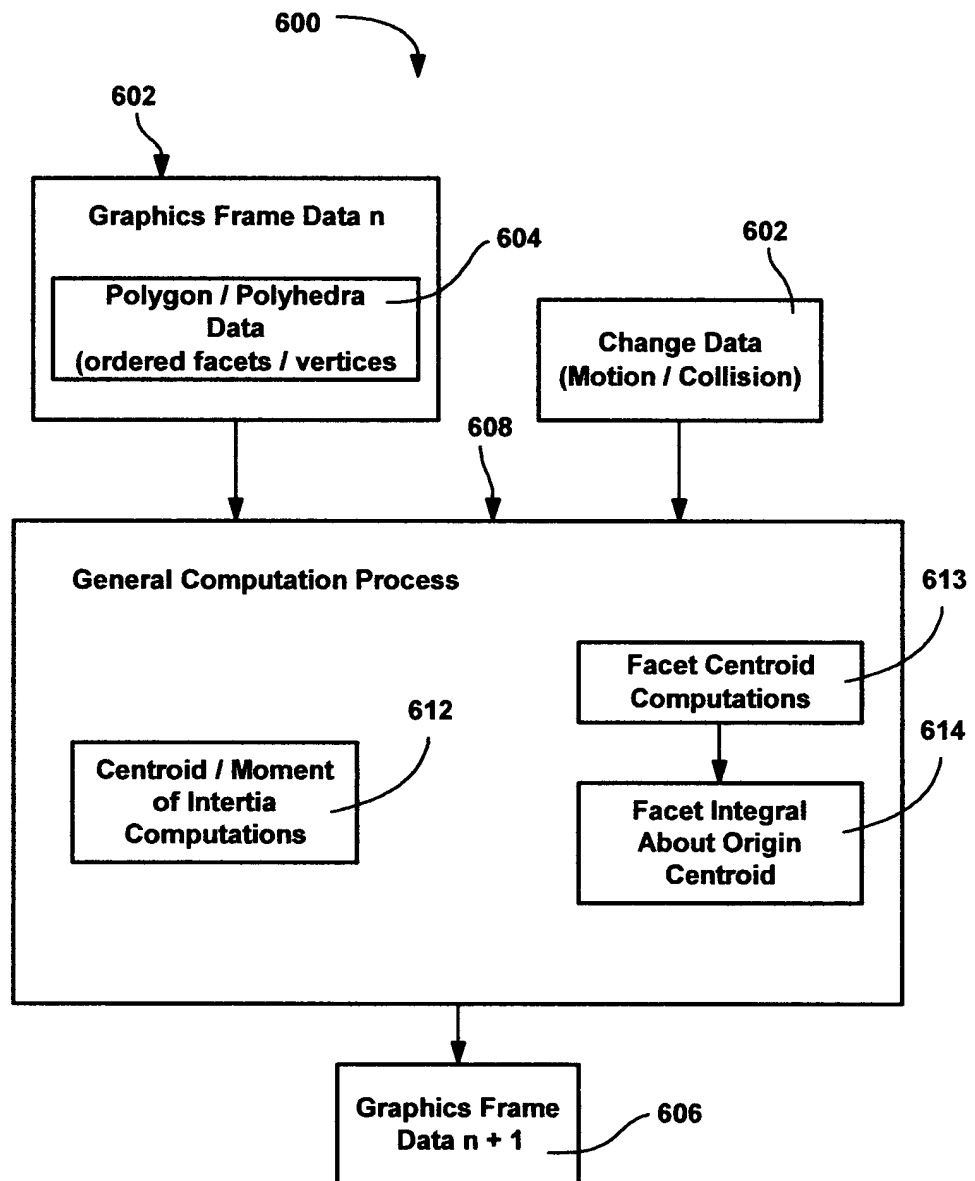 600
602
Graphics Frame Data n
604
Polygon / Polyhedra
Data
(ordered facets / vertices
602
Change Data
(Motion / Collision)
608
General Computation Process
613
Facet Centroid
Computations
612
Centroid / Moment
of Intertia
Computations
614
Facet Integral
About Origin
Centroid
Graphics Frame
Data n + 1
606